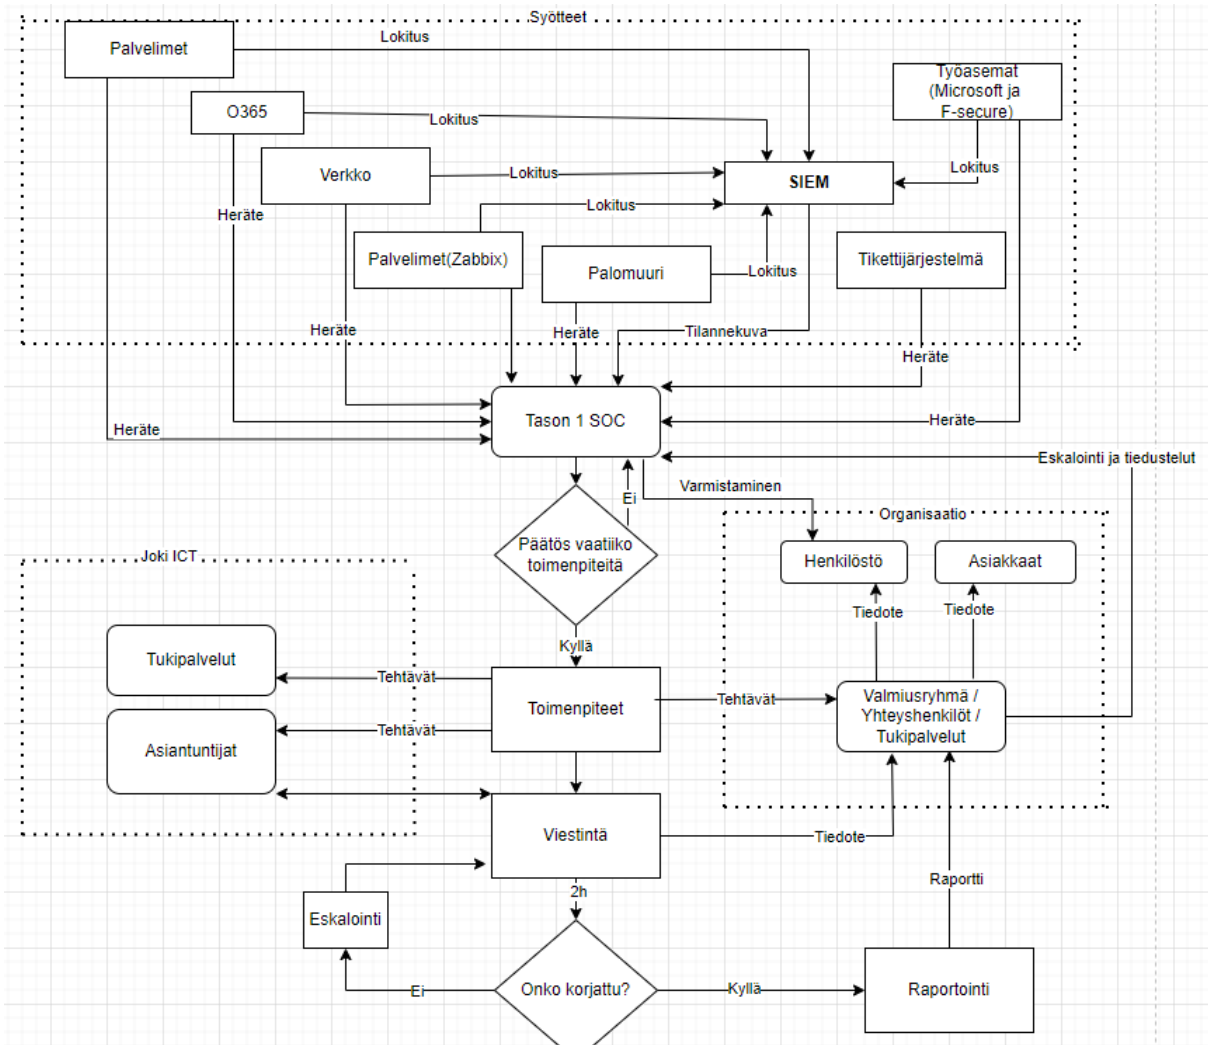 Syötteet
Palvelimet
Lokitus
Työasemat
(Microsoft ja
F-secure)
O365
Lokitus
Verkko
Lokitus
SIEM
Lokitus
Heräte
Lokitus
Palvelimet(Zabbix)
Palomuuri
Lokitus
Tikettijärjestelmä
Heräte
Heräte
Tilannekuva
Heräte
Tason 1 SOC
Heräte
Heräte
Eskalointi ja tiedustelut
Varmistaminen
Ei
Organisaatio
Päätös vaatiiko
toimenpiteitä
Joki ICT
Henkilöstö
Asiakkaat
Tiedote
Tiedote
Kyllä
Tukipalvelut
Tehtävät
Toimenpiteet
Tehtävät
Valmiusryhmä /
Yhteyshenkilöt /
Tukipalvelut
Asiantuntijat
Tehtävät
Viestintä
Tiedote
2h
Raportti
Eskalointi
Onko korjattu?
Ei
Kyllä
Raportointi